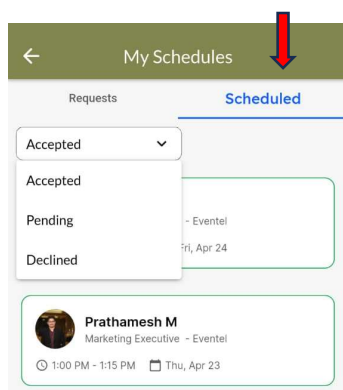 My Schedules
Requests
Scheduled
Accepted
Accepted
Pending
Declined
- Eventel
Fri, Apr 24
Prathamesh M
Marketing Executive - Eventel
1:00 PM - 1:15 PM Thu, Apr 23